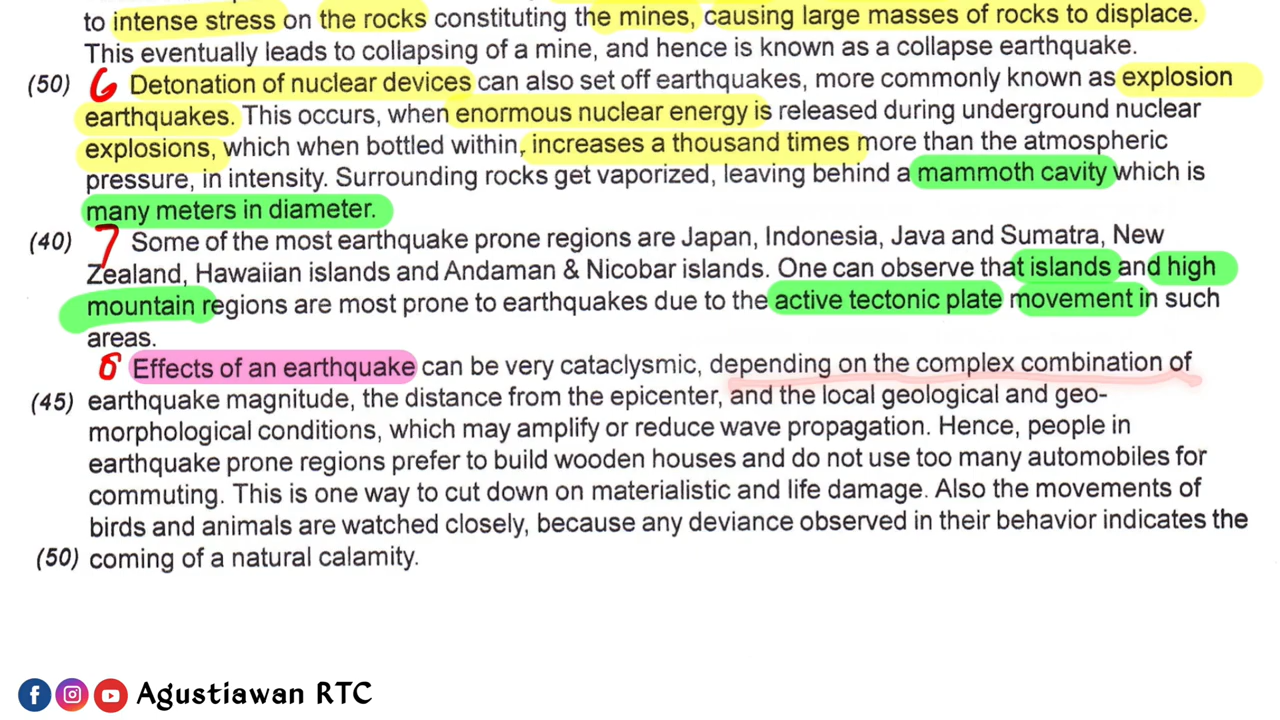 to intense stress on the rocks constituting the mines, causing large masses of rocks to displace.
This eventually leads to collapsing of a mine, and hence is known as a collapse earthquake.
(50) 6 Detonation of nuclear devices can also set off earthquakes, more commonly known as explosion
earthquakes. This occurs, when enormous nuclear energy is released during underground nuclear
explosions, which when bottled within, increases a thousand times more than the atmospheric
pressure, in intensity. Surrounding rocks get vaporized, leaving behind a mammoth cavity which is
many meters in diameter.
(40) 7 Some of the most earthquake prone regions are Japan, Indonesia, Java and Sumatra, New
Zealand, Hawaiian islands and Andaman & Nicobar islands. One can observe that islands and high
mountain regions are most prone to earthquakes due to the active tectonic plate movement in such
areas.
8 Effects of an earthquake can be very cataclysmic, depending on the complex combination of
(45) earthquake magnitude, the distance from the epicenter, and the local geological and geo-
morphological conditions, which may amplify or reduce wave propagation. Hence, people in
earthquake prone regions prefer to build wooden houses and do not use too many automobiles for
commuting. This is one way to cut down on materialistic and life damage. Also the movements of
birds and animals are watched closely, because any deviance observed in their behavior indicates the
(50) coming of a natural calamity.
Agustiawan RTC